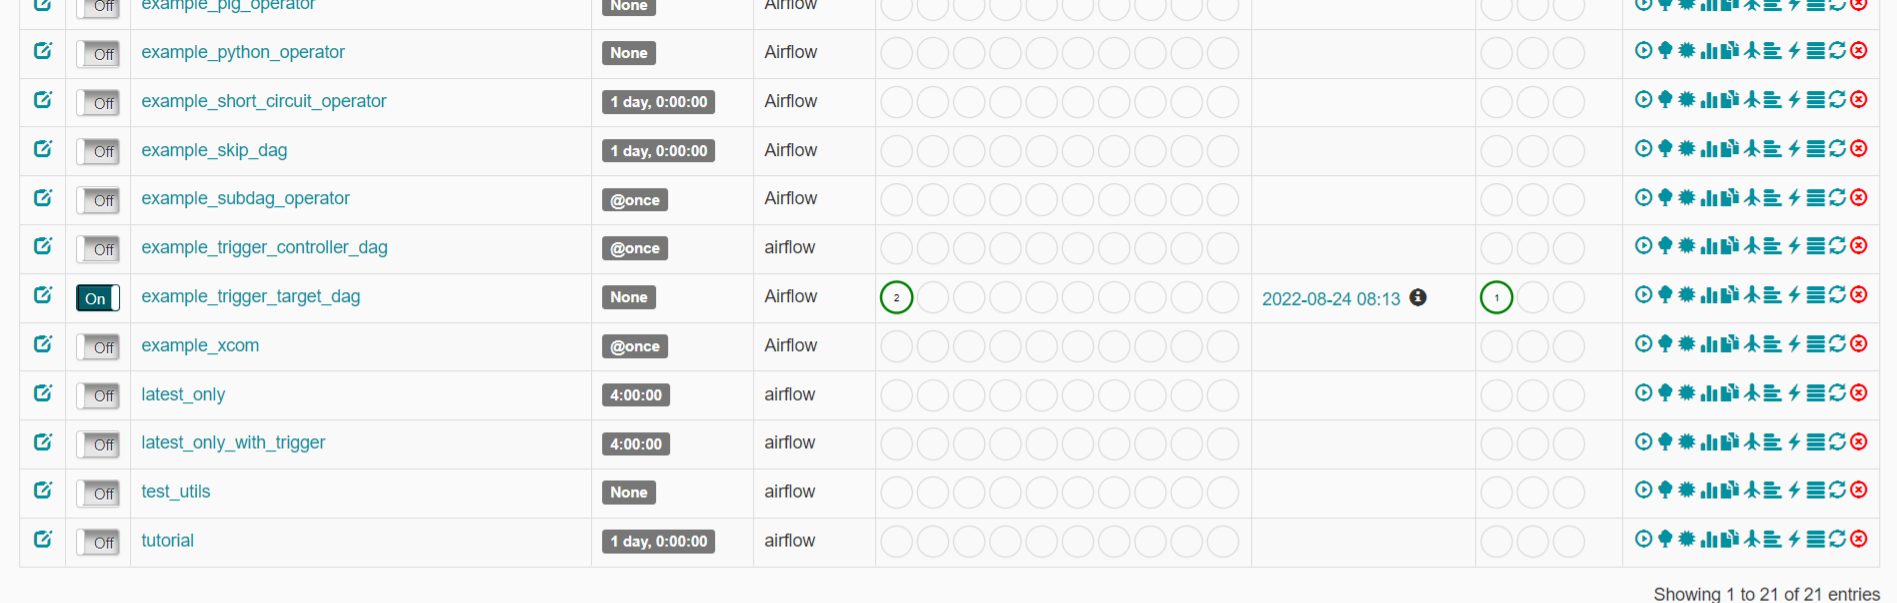 Off example_pig_operator None Airflow
Off example_python_operator None Airflow
Off example_short_circuit_operator 1 day, 0:00:00 Airflow
Off example_skip_dag 1 day, 0:00:00 Airflow
Off example_subdag_operator @once Airflow
Off example_trigger_controller_dag @once airflow
On example_trigger_target_dag None Airflow 2 2022-08-24 08:13 1
Off example_xcom @once Airflow
Off latest_only 4:00:00 airflow
Off latest_only_with_trigger 4:00:00 airflow
Off test_utils None airflow
Off tutorial 1 day, 0:00:00 airflow
Showing 1 to 21 of 21 entries